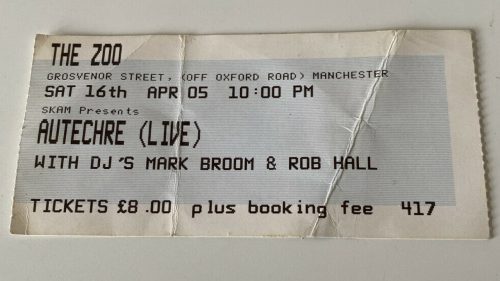 THE ZOO
GROSVENOR STREET, (OFF OXFORD ROAD) MANCHESTER
SAT 16th APR 05 10:00 PM
SKAM Presents
AUTECHRE (LIVE)
WITH DJ'S MARK BROOM & ROB HALL
TICKETS £8.00 plus booking fee 417